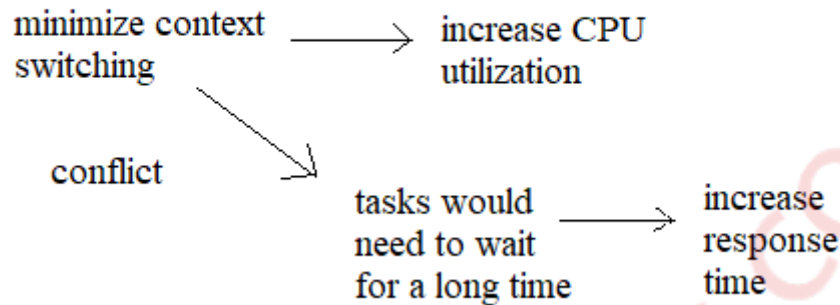 minimize context
switching
increase CPU
utilization
conflict
tasks would
need to wait
for a long time
increase
response
time